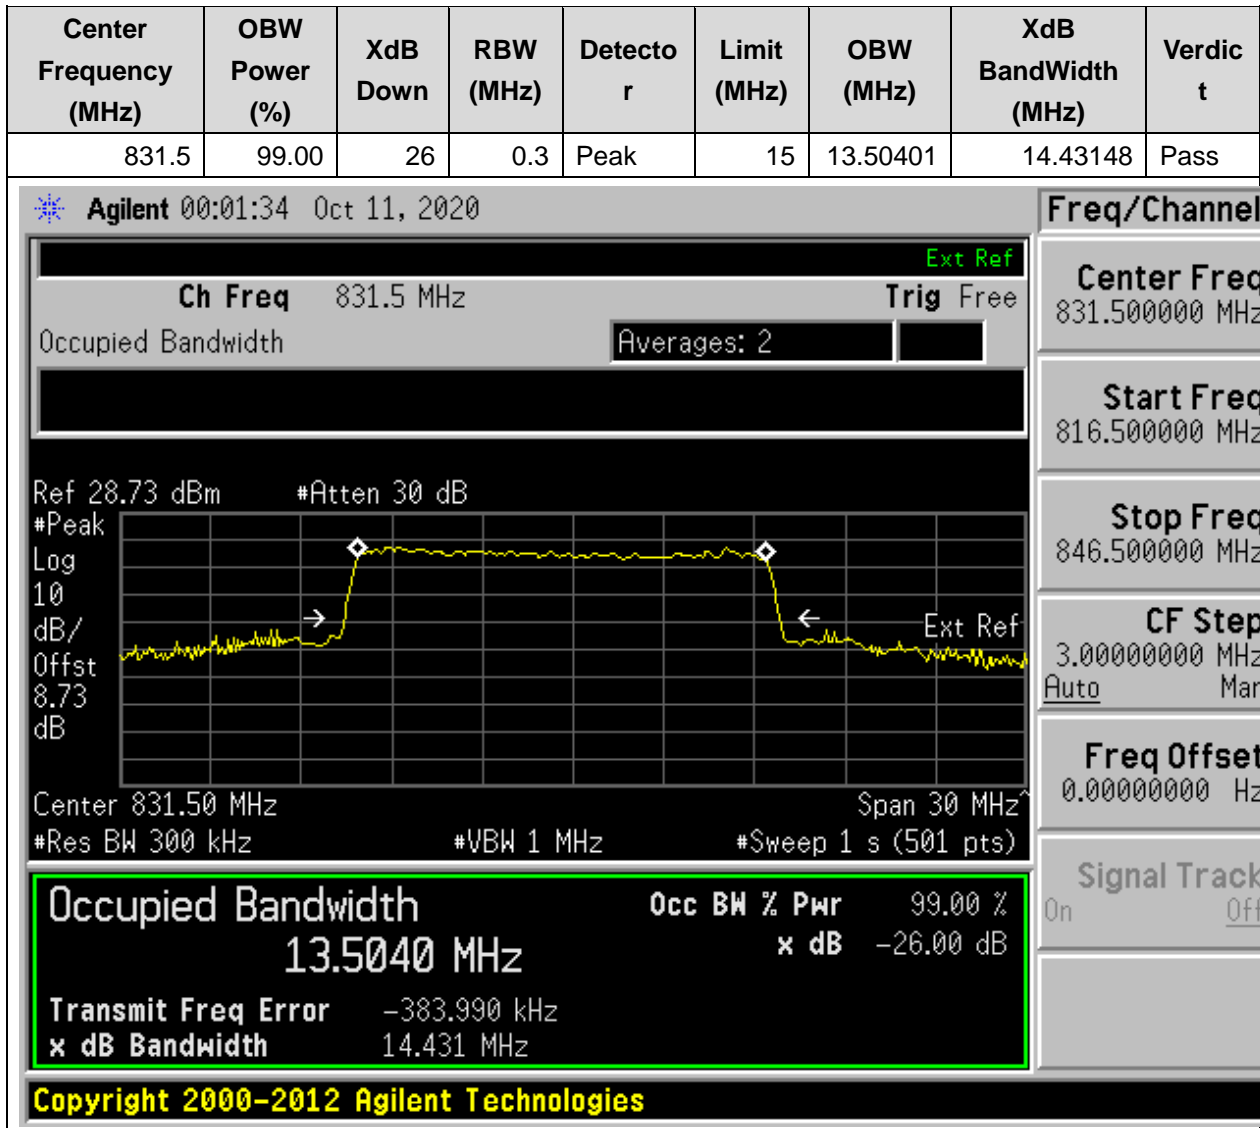 Center Frequency (MHz) OBW Power (%) XdB Down RBW (MHz) Detector Limit (MHz) OBW (MHz) XdB BandWidth (MHz) Verdict
831.5 99.00 26 0.3 Peak 15 13.50401 14.43148 Pass
Agilent 00:01:34 Oct 11, 2020
Freq/Channel
Ext Ref
Ch Freq 831.5 MHz Trig Free
Occupied Bandwidth Averages: 2
Center Freq
831.500000 MHz
Start Freq
816.500000 MHz
Stop Freq
846.500000 MHz
CF Step
3.00000000 MHz
Auto Man
Freq Offset
0.00000000 Hz
Signal Track
On Off
Ref 28.73 dBm #Atten 30 dB
#Peak
Log
10
dB/
Offst
8.73
dB
Ext Ref
Center 831.50 MHz Span 30 MHz^
#Res BW 300 kHz #VBW 1 MHz #Sweep 1 s (501 pts)
Occupied Bandwidth Occ BW % Pwr 99.00 %
13.5040 MHz x dB -26.00 dB
Transmit Freq Error -383.990 kHz
x dB Bandwidth 14.431 MHz
Copyright 2000-2012 Agilent Technologies